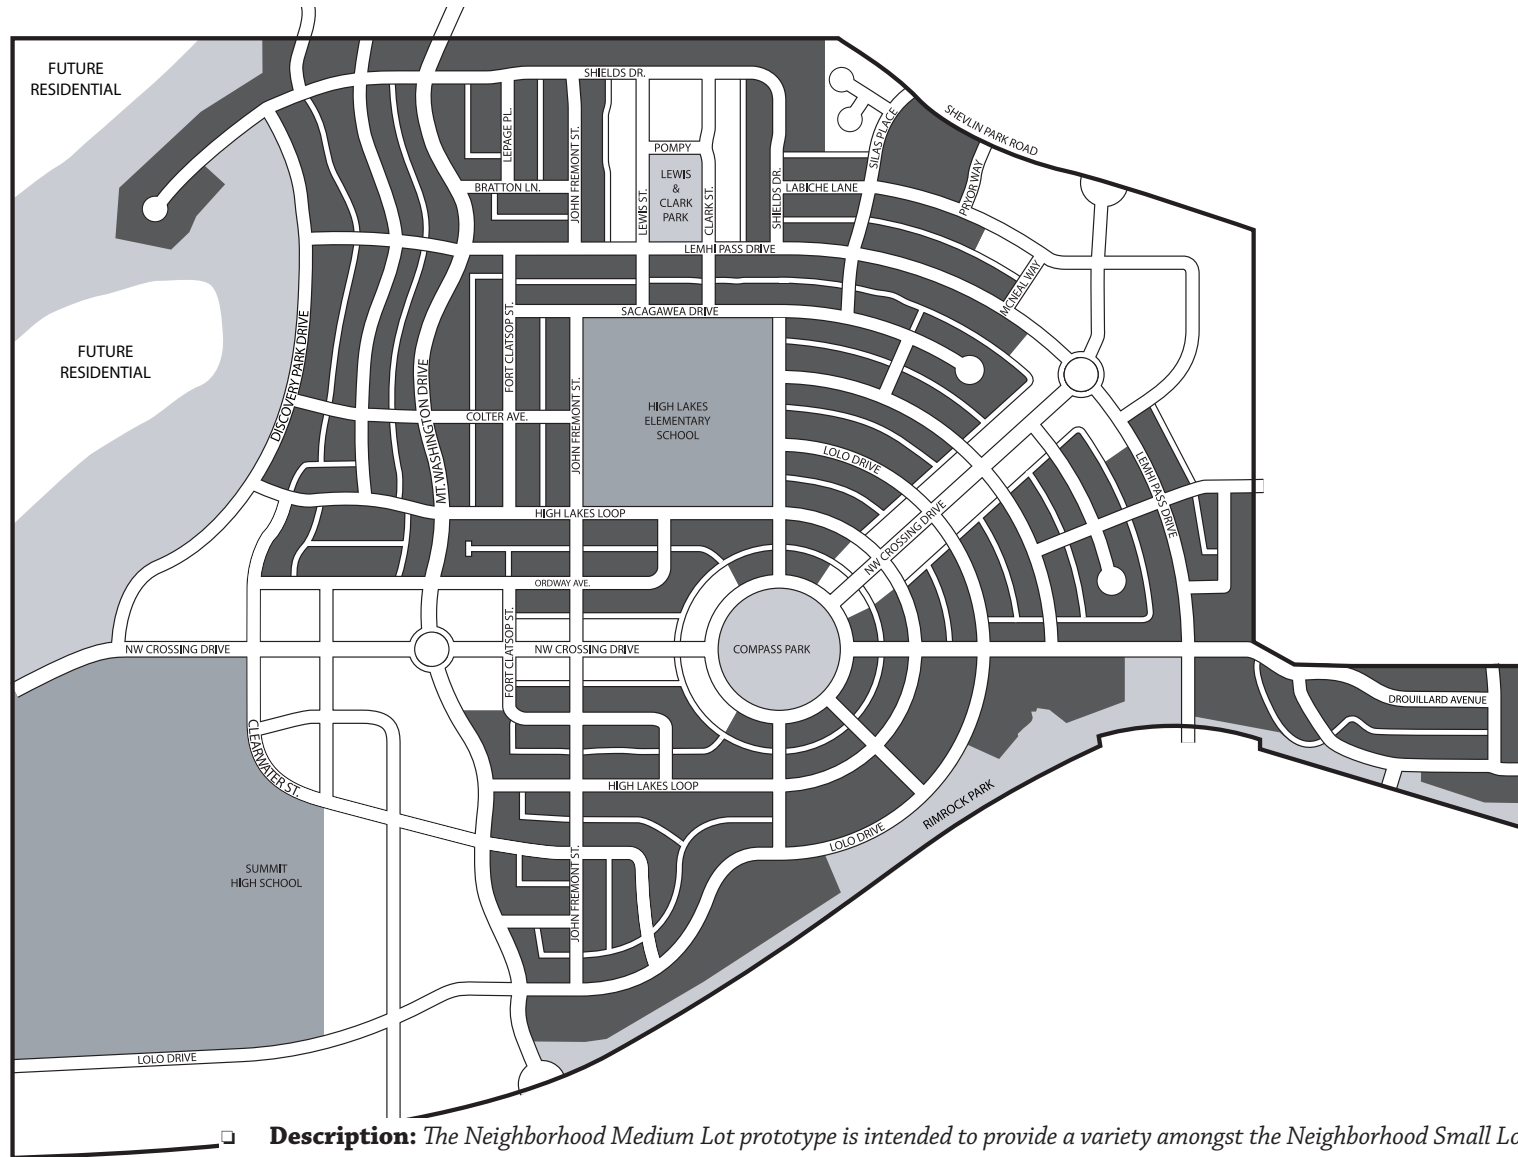 FUTURE
RESIDENTIAL
SHIELDS DR.
SHEVLIN PARK ROAD
SILAS PLACE
LEPAGE PL.
JOHN FREMONT ST.
POMPY
LEWIS
&
CLARK
PARK
LEWIS ST.
CLARK ST.
SHIELDS DR.
BRATTON LN.
LABICHE LANE
PRYOR WAY
LEMHI PASS DRIVE
MCNEAL WAY
SACAGAWEA DRIVE
FORT CLATSOP ST.
FUTURE
RESIDENTIAL
DISCOVERY PARK DRIVE
MT. WASHINGTON DRIVE
COLTER AVE.
JOHN FREMONT ST.
HIGH LAKES
ELEMENTARY
SCHOOL
LOLO DRIVE
LEMHI PASS DRIVE
HIGH LAKES LOOP
NW CROSSING DRIVE
ORDWAY AVE.
FORT CLATSOP ST.
NW CROSSING DRIVE
NW CROSSING DRIVE
COMPASS PARK
DROUILLARD AVENUE
CLEARWATER ST.
HIGH LAKES LOOP
RIMROCK PARK
LOLO DRIVE
JOHN FREMONT ST.
SUMMIT
HIGH SCHOOL
LOLO DRIVE
❏ Description: The Neighborhood Medium Lot prototype is intended to provide a variety amongst the Neighborhood Small Lo